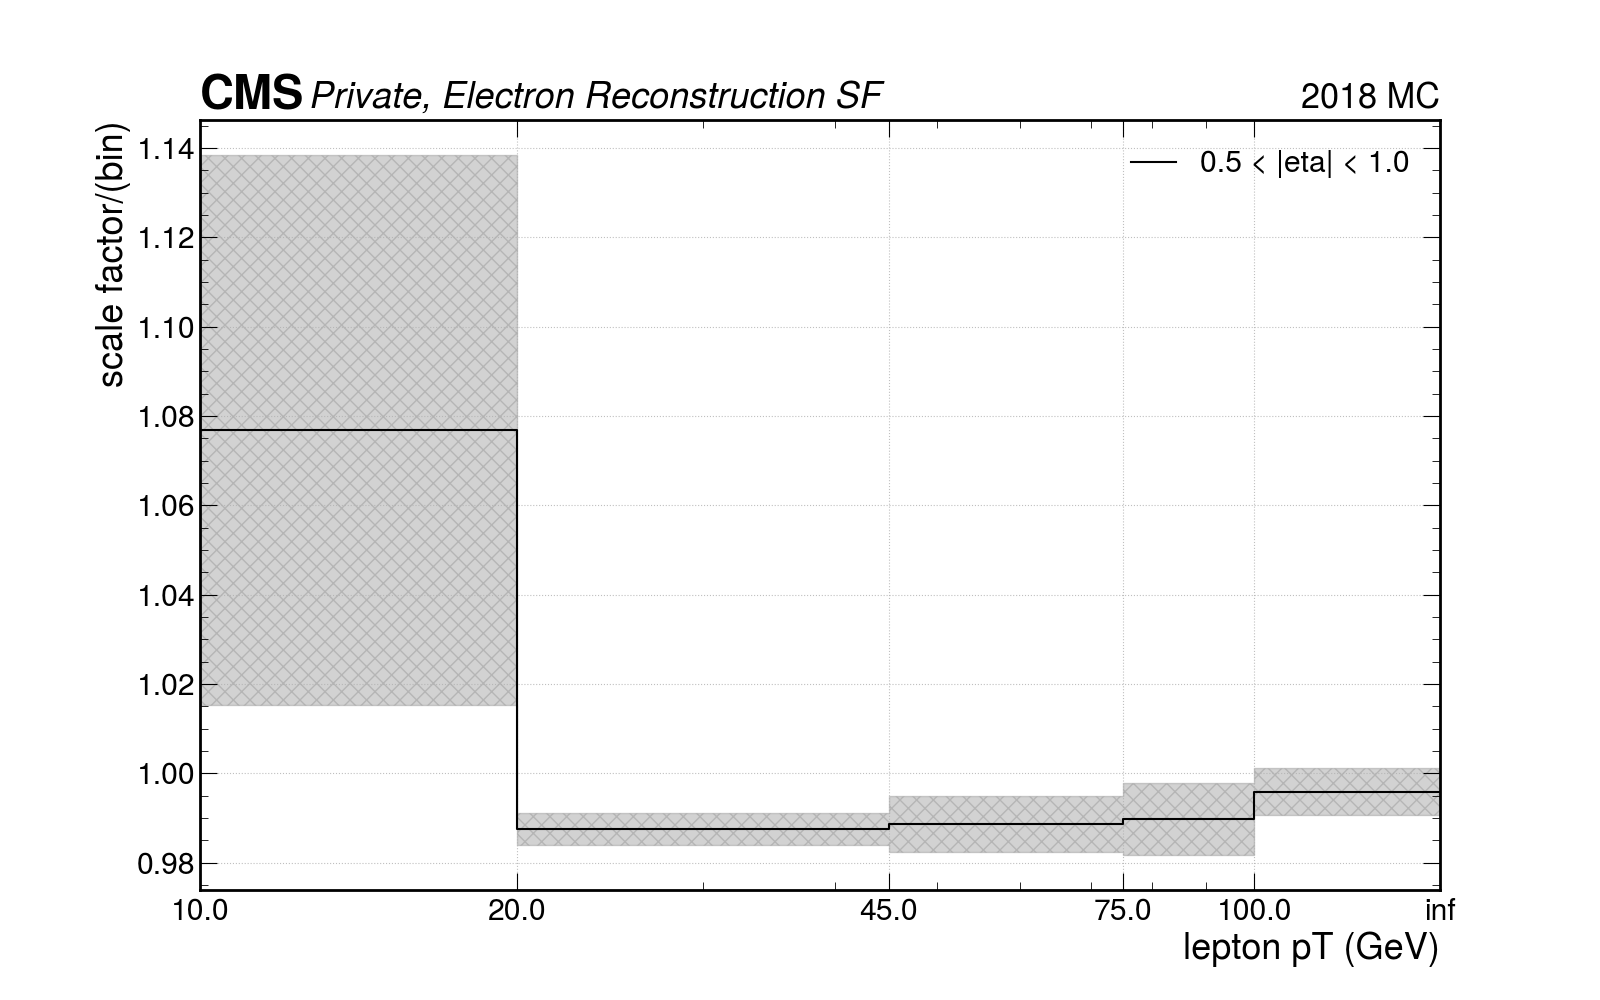 CMS Private, Electron Reconstruction SF 2018 MC
scale factor/(bin)
0.5 < |eta| < 1.0
1.14
1.12
1.10
1.08
1.06
1.04
1.02
1.00
0.98
10.0 20.0 45.0 75.0 100.0 inf
lepton pT (GeV)